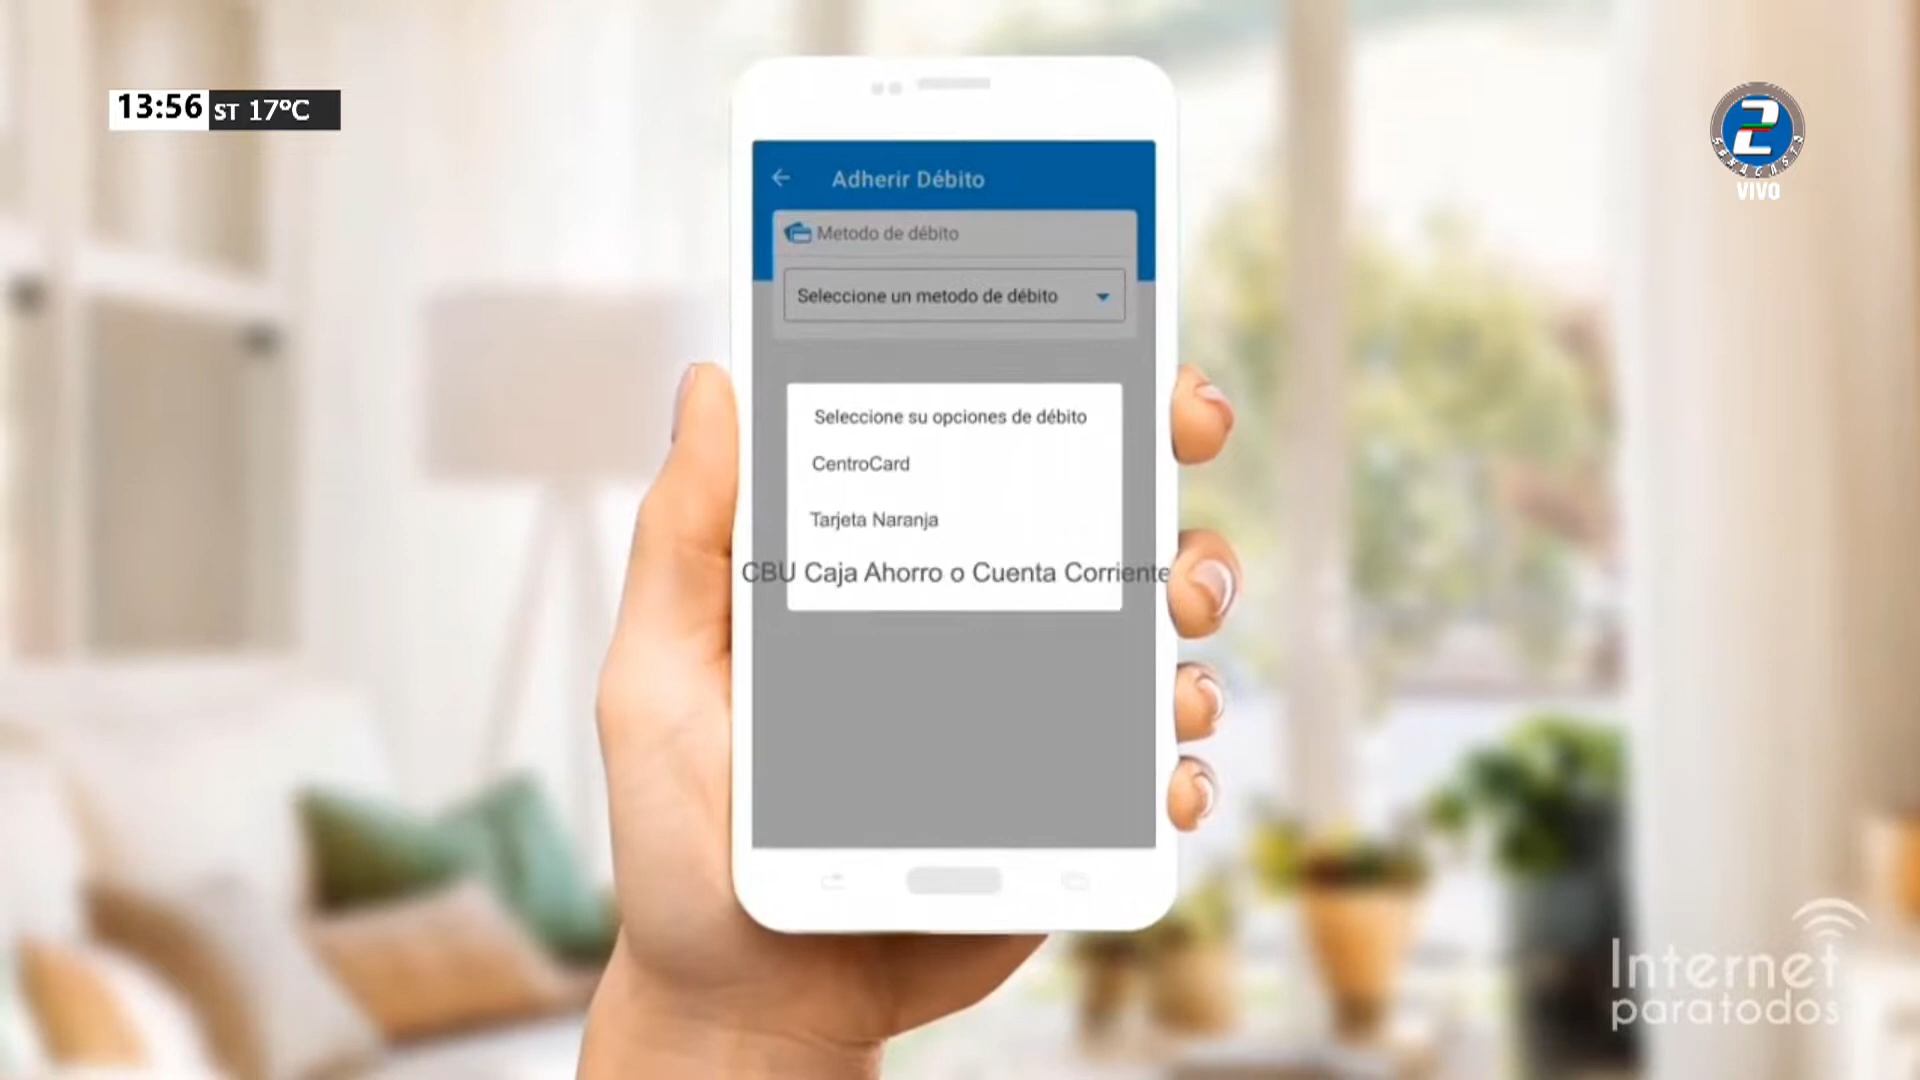 13:56 ST 17°C
2
VIVO
Adherir Débito
Metodo de débito
Seleccione un metodo de débito
Seleccione su opciones de débito
CentroCard
Tarjeta Naranja
CBU Caja Ahorro o Cuenta Corriente
Internet
paratodos